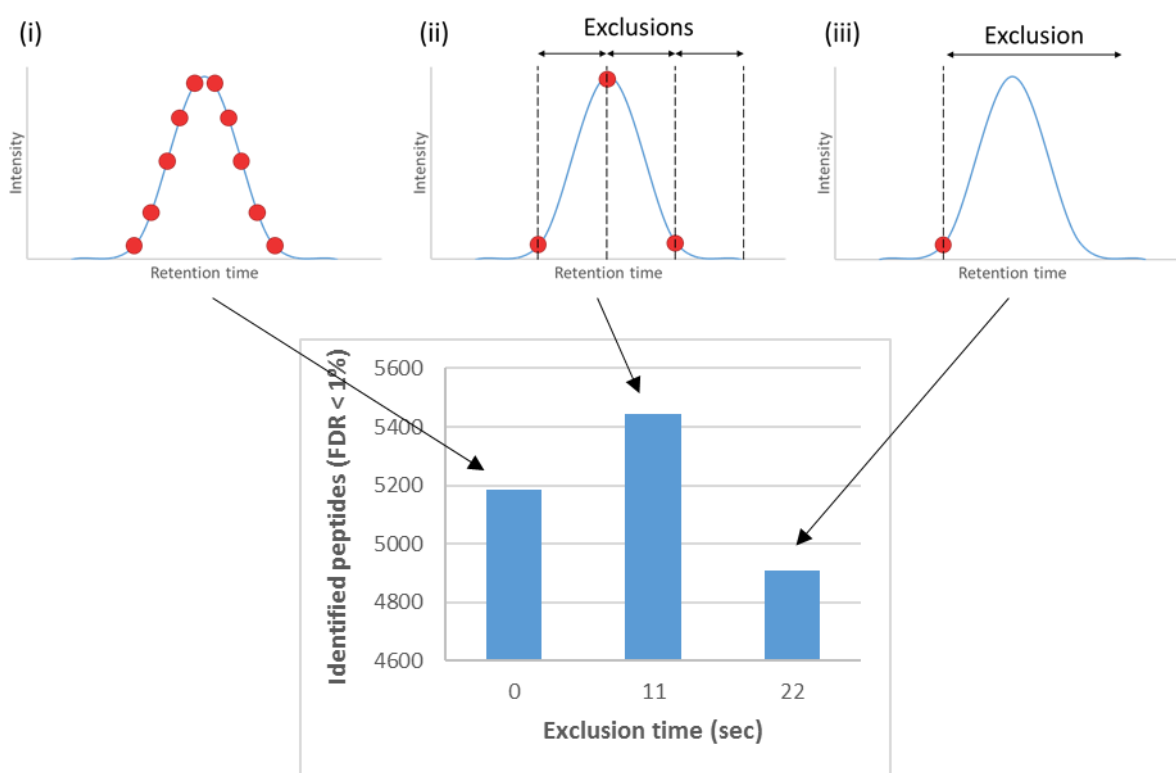 (i)
Intensity
Retention time
(ii)
Exclusions
Intensity
Retention time
(iii)
Exclusion
Intensity
Retention time
Identified peptides (FDR < 1%)
5600
5400
5200
5000
4800
4600
0 11 22
Exclusion time (sec)